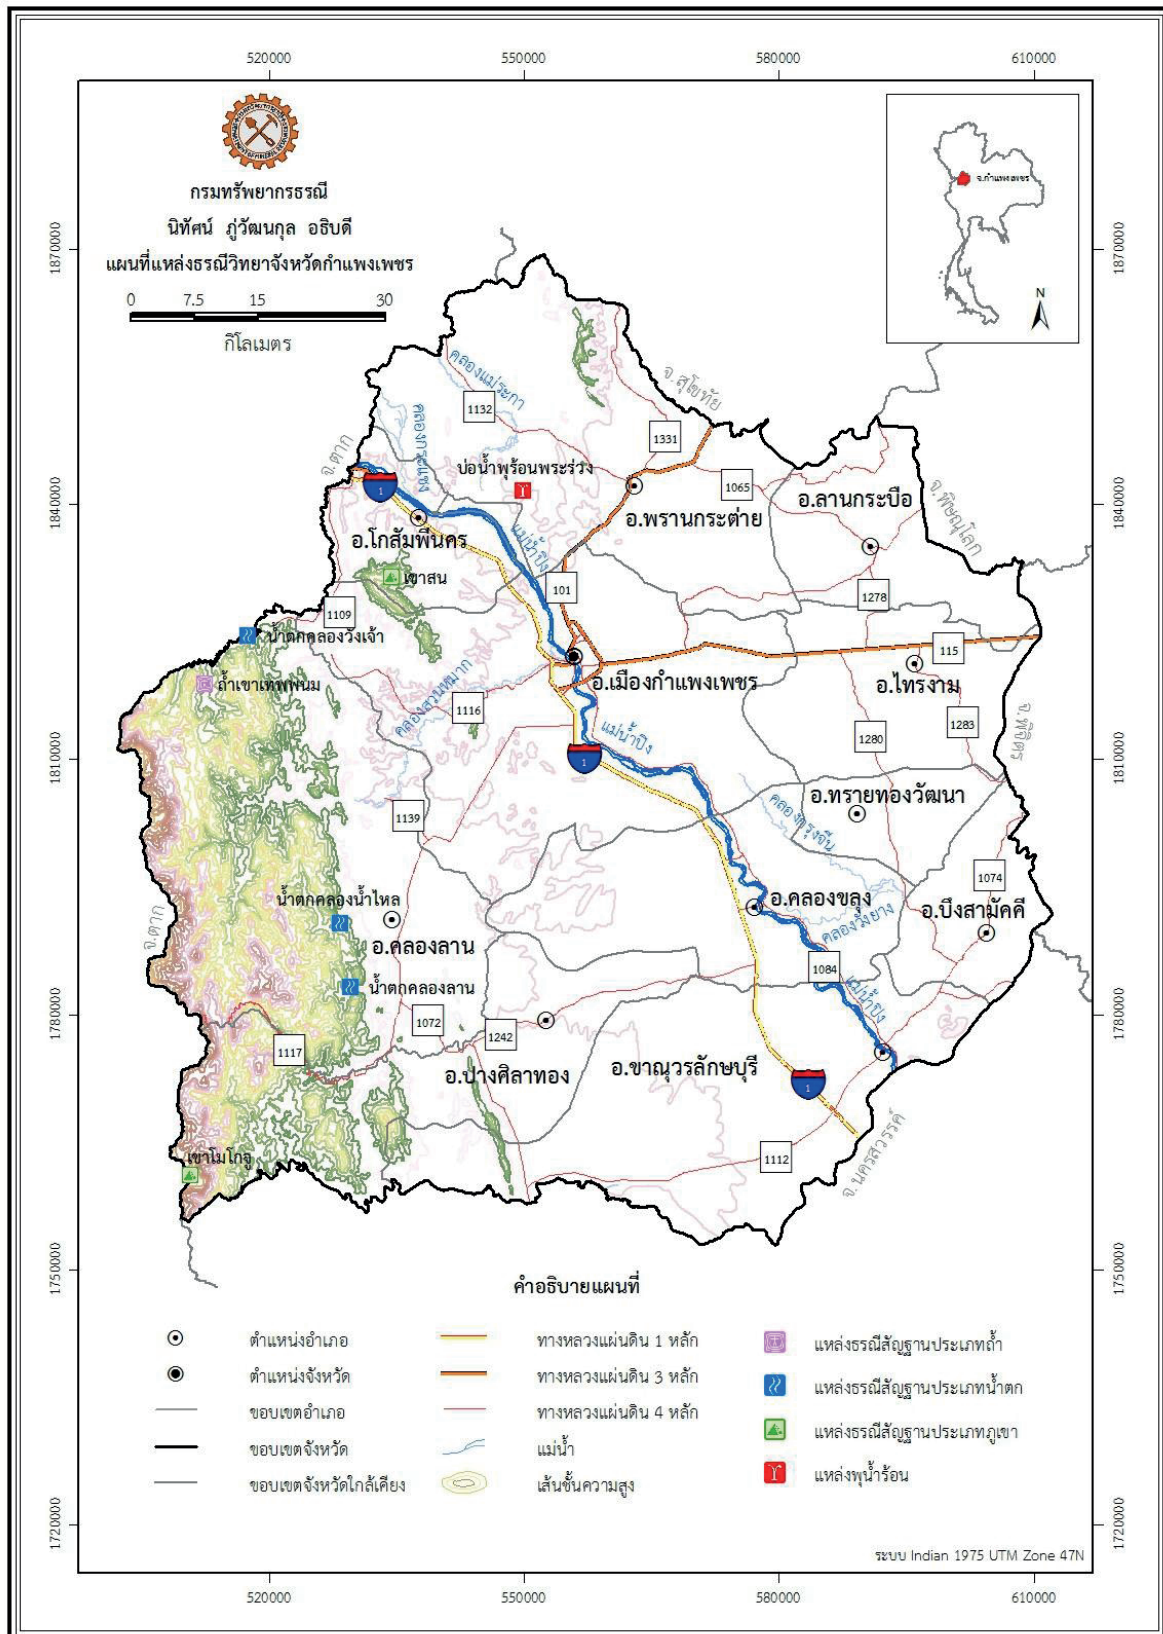 520000 550000 580000 610000
กรมทรัพยากรธรณี
นิทัศน์ ภู่วัฒนกุล อธิบดี
แผนที่แหล่งธรณีวิทยาจังหวัดกำแพงเพชร
0 7.5 15 30
กิโลเมตร
จ.กำแพงเพชร
N
1870000 1870000
คลองแม่ระกา
จ.สุโขทัย
1132
1331
คลองกระแชง
จ.ตาก
บ่อน้ำพุร้อนพระร่วง
1065
อ.ลานกระบือ
1
1840000 1840000
อ.พรานกระต่าย
จ.พิษณุโลก
อ.โกสัมพีนคร
แม่น้ำปิง
เขาสน
101
1278
1109
น้ำตกคลองวังเจ้า
115
ถ้ำเขาเทพพนม
อ.เมืองกำแพงเพชร
อ.ไทรงาม
คลองสวนหมาก
1116
แม่น้ำปิง
1280
1283
จ.พิจิตร
1
1810000 1810000
อ.ทรายทองวัฒนา
คลองกรุงจีน
1139
1074
น้ำตกคลองน้ำไหล
อ.คลองขลุง
อ.บึงสามัคคี
จ.ตาก
อ.คลองลาน
คลองวังยาง
1084
น้ำตกคลองลาน
แม่น้ำปิง
1780000 1780000
1072
1242
1117
อ.ปางศิลาทอง
อ.ขาณุวรลักษบุรี
1
เขาโมโกจู
1112
จ.นครสวรรค์
1750000 1750000
คำอธิบายแผนที่
ตำแหน่งอำเภอ
ตำแหน่งจังหวัด
ขอบเขตอำเภอ
ขอบเขตจังหวัด
ขอบเขตจังหวัดใกล้เคียง
ทางหลวงแผ่นดิน 1 หลัก
ทางหลวงแผ่นดิน 3 หลัก
ทางหลวงแผ่นดิน 4 หลัก
แม่น้ำ
เส้นชั้นความสูง
แหล่งธรณีสัญฐานประเภทถ้ำ
แหล่งธรณีสัญฐานประเภทน้ำตก
แหล่งธรณีสัญฐานประเภทภูเขา
แหล่งพุน้ำร้อน
1720000 1720000
ระบบ Indian 1975 UTM Zone 47N
520000 550000 580000 610000